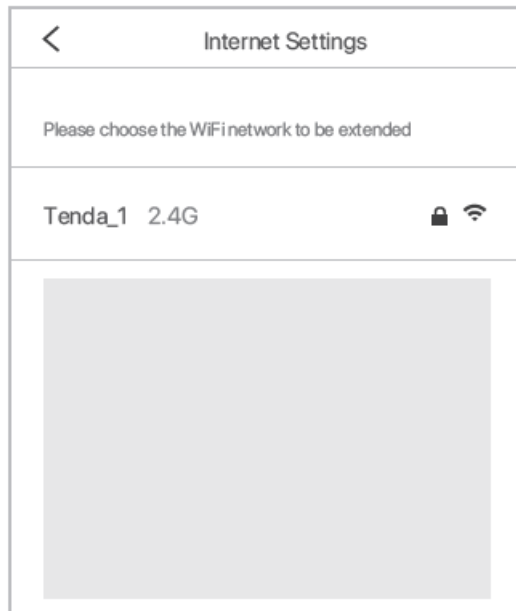 Internet Settings
Please choose the WiFi network to be extended
Tenda_1 2.4G